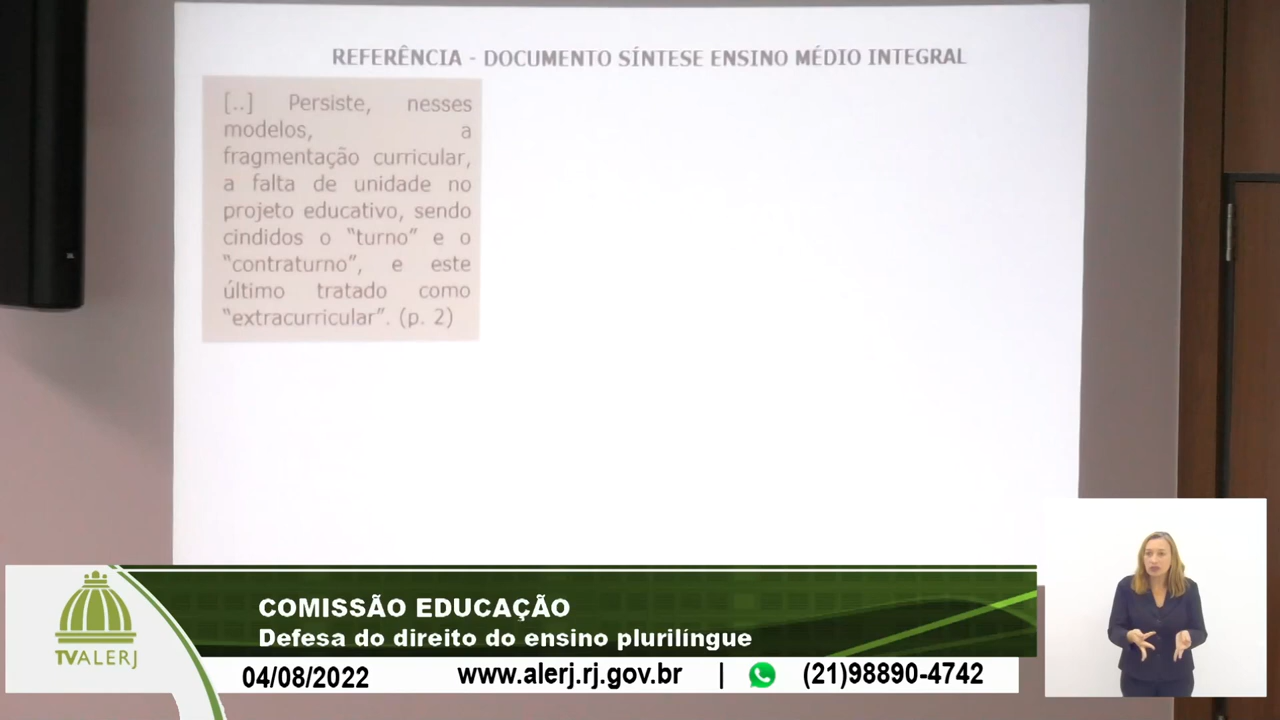 REFERÊNCIA - DOCUMENTO SÍNTESE ENSINO MÉDIO INTEGRAL
[..] Persiste, nesses
modelos, a
fragmentação curricular,
a falta de unidade no
projeto educativo, sendo
cindidos o "turno" e o
"contraturno", e este
último tratado como
"extracurricular". (p. 2)
COMISSÃO EDUCAÇÃO
Defesa do direito do ensino plurilíngue
TVALERJ
04/08/2022 www.alerj.rj.gov.br | (21)98890-4742